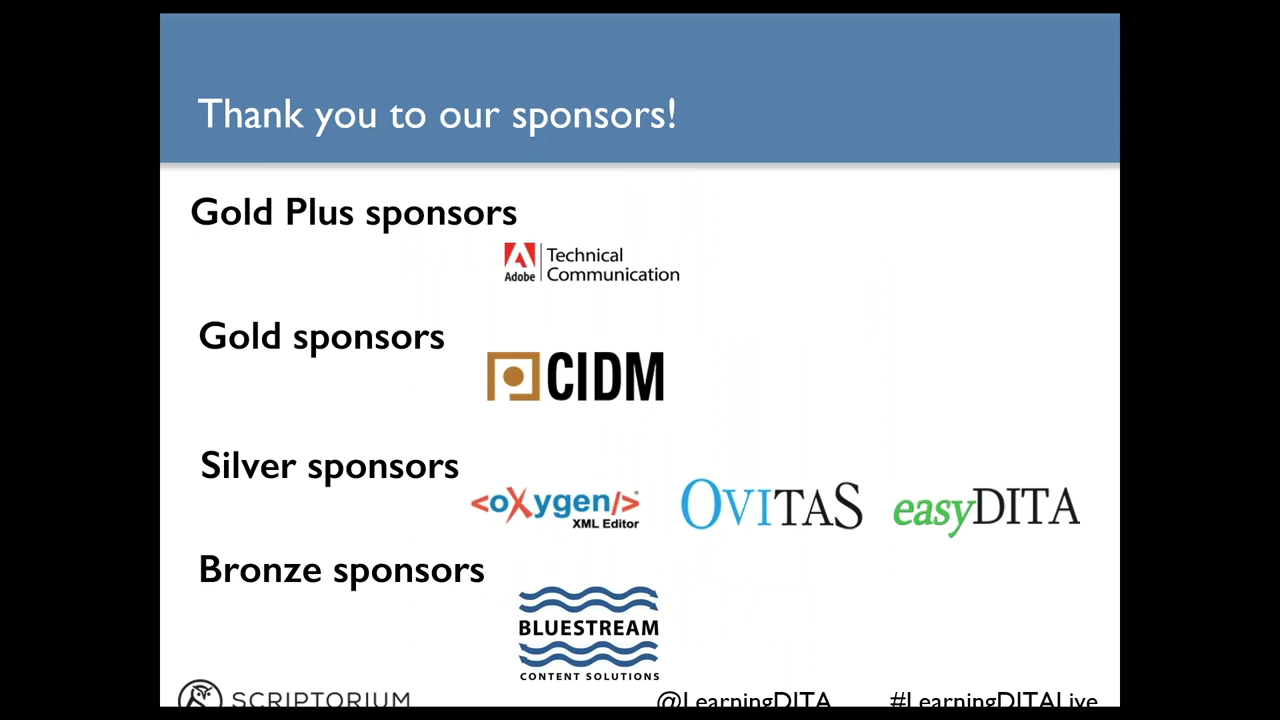 Thank you to our sponsors!
Gold Plus sponsors
Adobe
Technical
Communication
Gold sponsors
CIDM
Silver sponsors
<oXygen/>
XML Editor
OVITAS
easyDITA
Bronze sponsors
BLUESTREAM
CONTENT SOLUTIONS
SCRIPTORIUM
@LearningDITA
#LearningDITALive